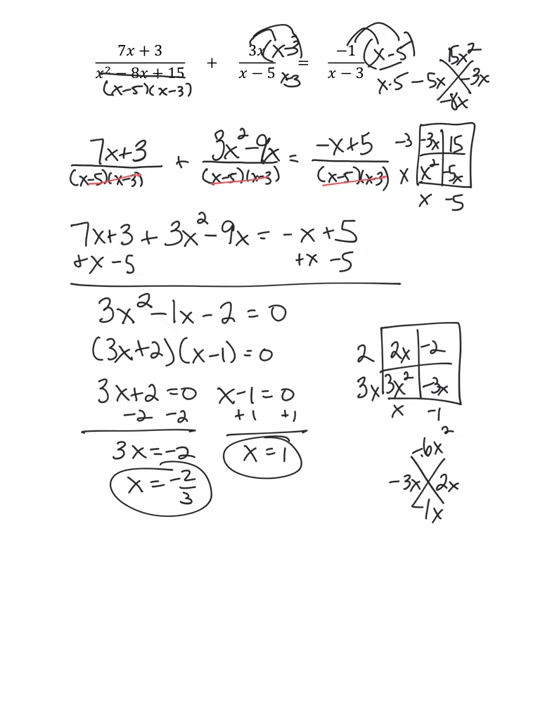 (7x + 3)/(x² − 8x + 15) + 3x(x−3)/(x − 5) = −1(x−5)/(x − 3)
(x−5)(x−3) x−3 x−5
15x²
−5x −3x
−8x
(7x+3)/((x−5)(x−3)) + (3x²−9x)/((x−5)(x−3)) = (−x+5)/((x−5)(x−3))
−3 −3x 15
x x² −5x
x −5
7x+3 + 3x²−9x = −x+5
+x −5 +x −5
3x²−1x−2=0
(3x+2)(x−1)=0
3x+2=0 x−1=0
−2 −2 +1 +1
3x=−2 x=1
x=−2/3
2 2x −2
3x 3x² −3x
x −1
−6x²
−3x 2x
−1x